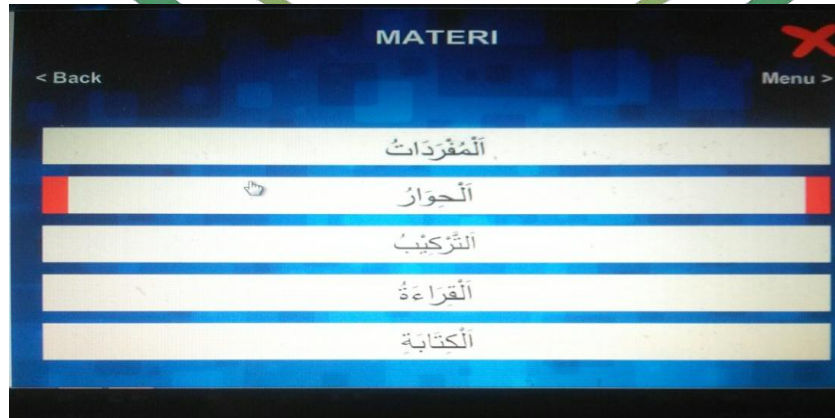 MATERI
< Back
Menu >
اَلْمُفْرَدَاتُ
اَلْحِوَارُ
اَلتَّرْكِيْبُ
اَلْقِرَاءَةُ
اَلْكِتَابَةِ